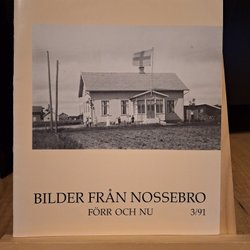 BILDER FRÅN NOSSEBRO
FÖRR OCH NU 3/91